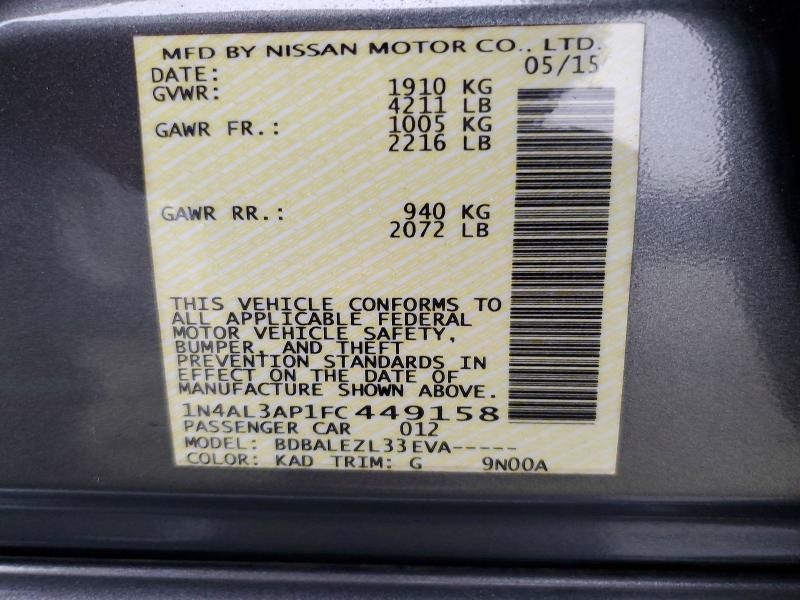 MFD BY NISSAN MOTOR CO., LTD.
DATE: 05/15
GVWR: 1910 KG
4211 LB
GAWR FR.: 1005 KG
2216 LB
GAWR RR.: 940 KG
2072 LB
THIS VEHICLE CONFORMS TO
ALL APPLICABLE FEDERAL
MOTOR VEHICLE SAFETY,
BUMPER, AND THEFT
PREVENTION STANDARDS IN
EFFECT ON THE DATE OF
MANUFACTURE SHOWN ABOVE.
1N4AL3AP1FC449158
PASSENGER CAR 012
MODEL: BDBALEZL33EVA-----
COLOR: KAD TRIM: G 9N00A